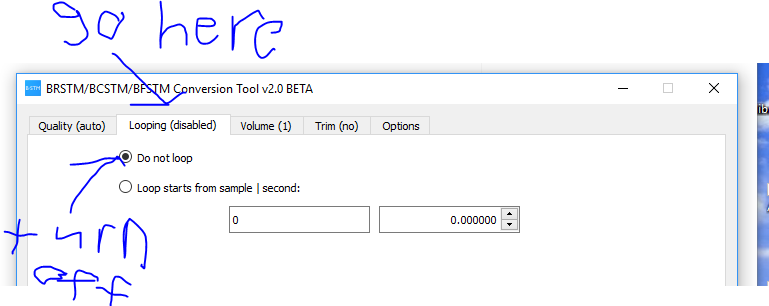 go here
BSTM BRSTM/BCSTM/BFSTM Conversion Tool v2.0 BETA
Quality (auto) Looping (disabled) Volume (1) Trim (no) Options
Do not loop
Loop starts from sample | second:
0 0.000000
turn
off